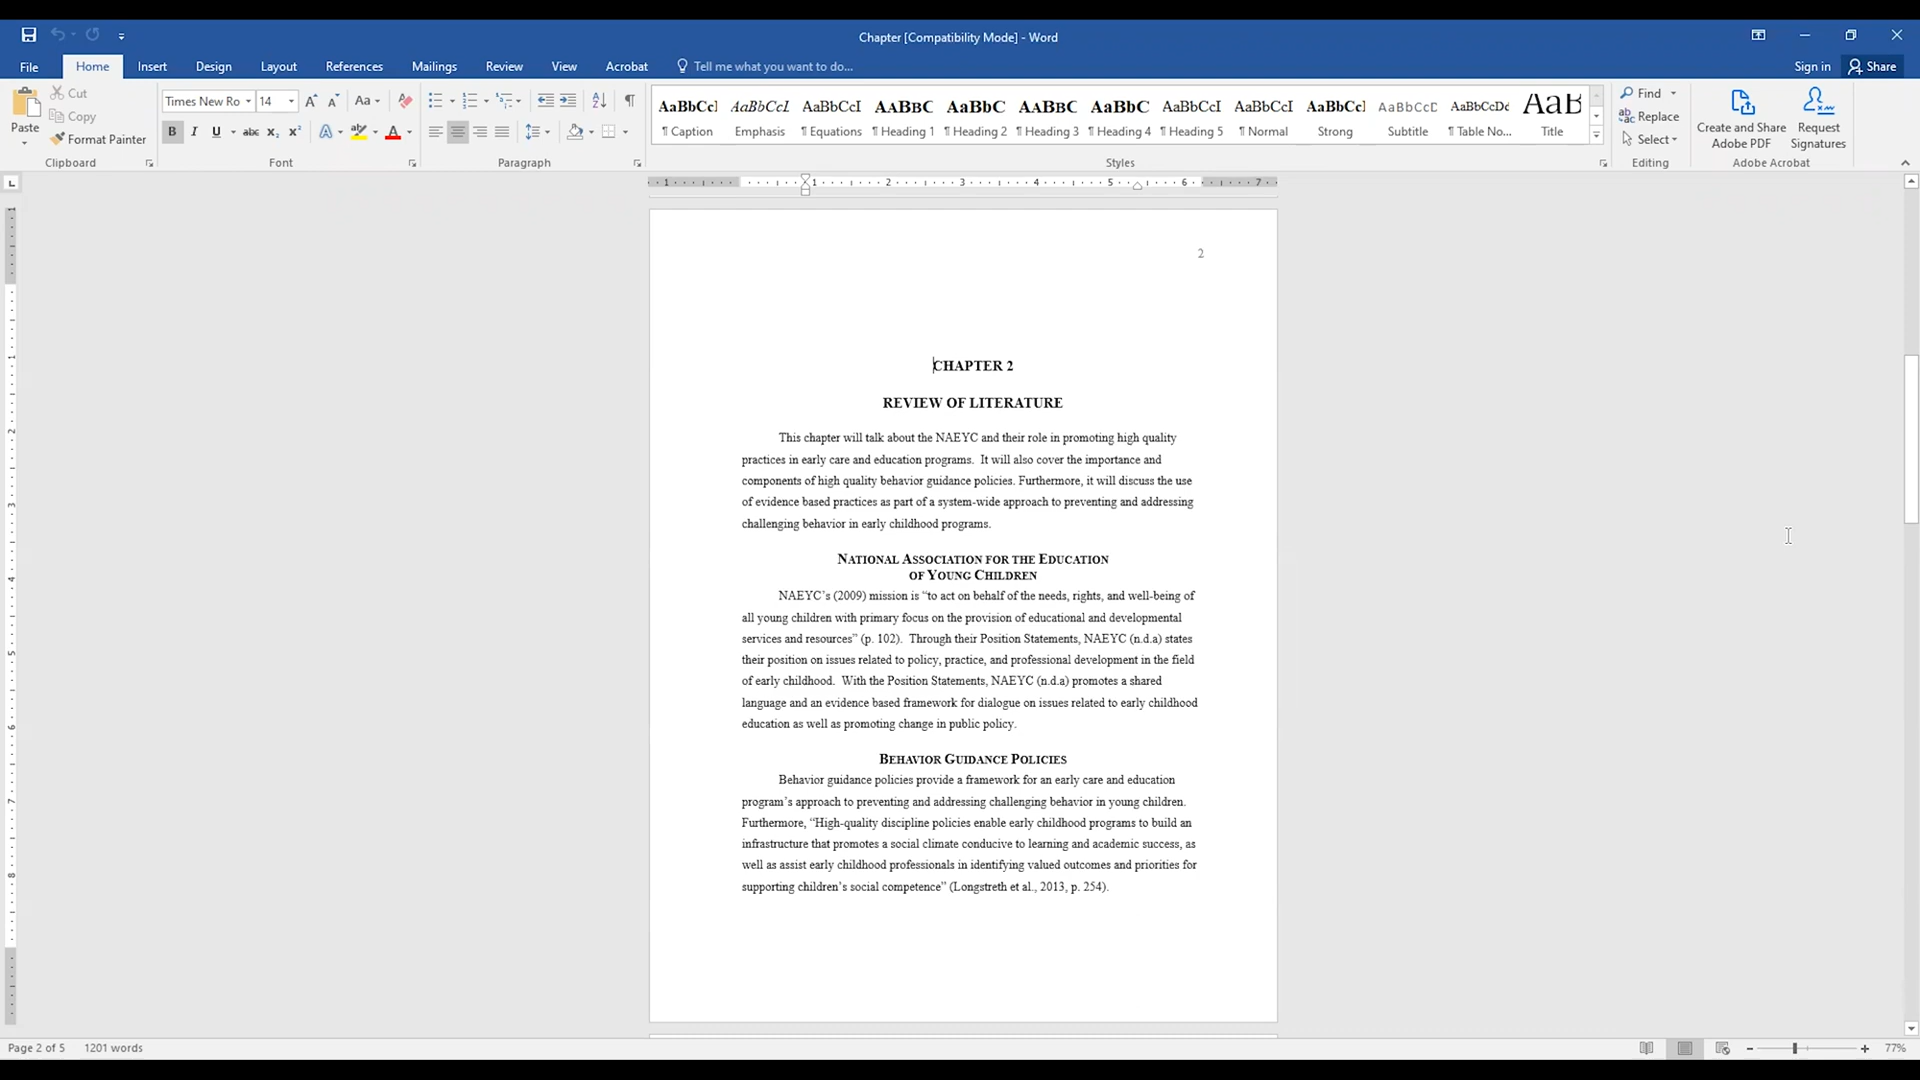 Chapter [Compatibility Mode] - Word
File Home Insert Design Layout References Mailings Review View Acrobat Tell me what you want to do... Sign in Share
Paste
Cut
Copy
Format Painter
Clipboard
Times New Ro 14
Aa
B I U abc x₂ x² A A
Font
Paragraph
AaBbCcI AaBbCcI AaBbCcI AABBC AaBbC AABBC AaBbC AaBbCcI AaBbCcI AaBbCcI AaBbCcD AaBbCcDd AaB
¶ Caption Emphasis ¶ Equations ¶ Heading 1 ¶ Heading 2 ¶ Heading 3 ¶ Heading 4 ¶ Heading 5 ¶ Normal Strong Subtitle ¶ Table No... Title
Styles
Find
Replace
Select
Editing
Create and Share
Adobe PDF
Request
Signatures
Adobe Acrobat
1 1 2 3 4 5 6 7
2
CHAPTER 2
REVIEW OF LITERATURE
This chapter will talk about the NAEYC and their role in promoting high quality
practices in early care and education programs.  It will also cover the importance and
components of high quality behavior guidance policies. Furthermore, it will discuss the use
of evidence based practices as part of a system-wide approach to preventing and addressing
challenging behavior in early childhood programs.
NATIONAL ASSOCIATION FOR THE EDUCATION
OF YOUNG CHILDREN
NAEYC’s (2009) mission is “to act on behalf of the needs, rights, and well-being of
all young children with primary focus on the provision of educational and developmental
services and resources” (p. 102).  Through their Position Statements, NAEYC (n.d.a) states
their position on issues related to policy, practice, and professional development in the field
of early childhood.  With the Position Statements, NAEYC (n.d.a) promotes a shared
language and an evidence based framework for dialogue on issues related to early childhood
education as well as promoting change in public policy.
BEHAVIOR GUIDANCE POLICIES
Behavior guidance policies provide a framework for an early care and education
program’s approach to preventing and addressing challenging behavior in young children.
Furthermore, “High-quality discipline policies enable early childhood programs to build an
infrastructure that promotes a social climate conducive to learning and academic success, as
well as assist early childhood professionals in identifying valued outcomes and priorities for
supporting children’s social competence” (Longstreth et al., 2013, p. 254).
Page 2 of 5 1201 words 77%